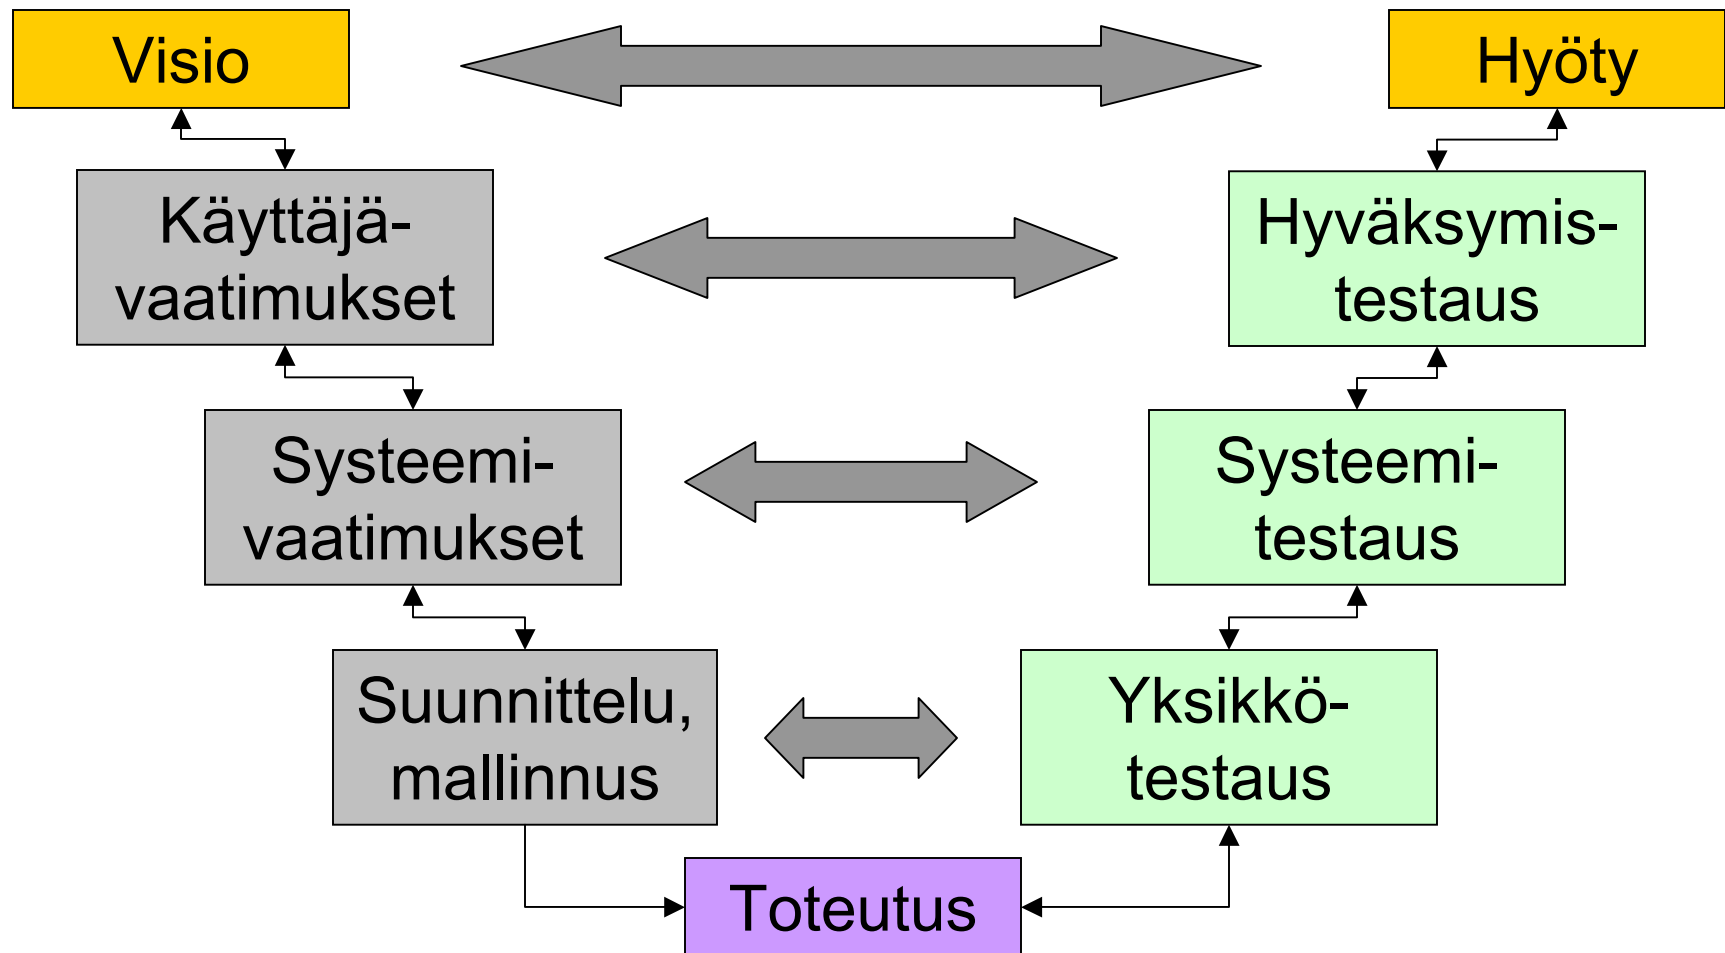 Visio
Hyöty
Käyttäjä-
vaatimukset
Hyväksymis-
testaus
Systeemi-
vaatimukset
Systeemi-
testaus
Suunnittelu,
mallinnus
Yksikkö-
testaus
Toteutus